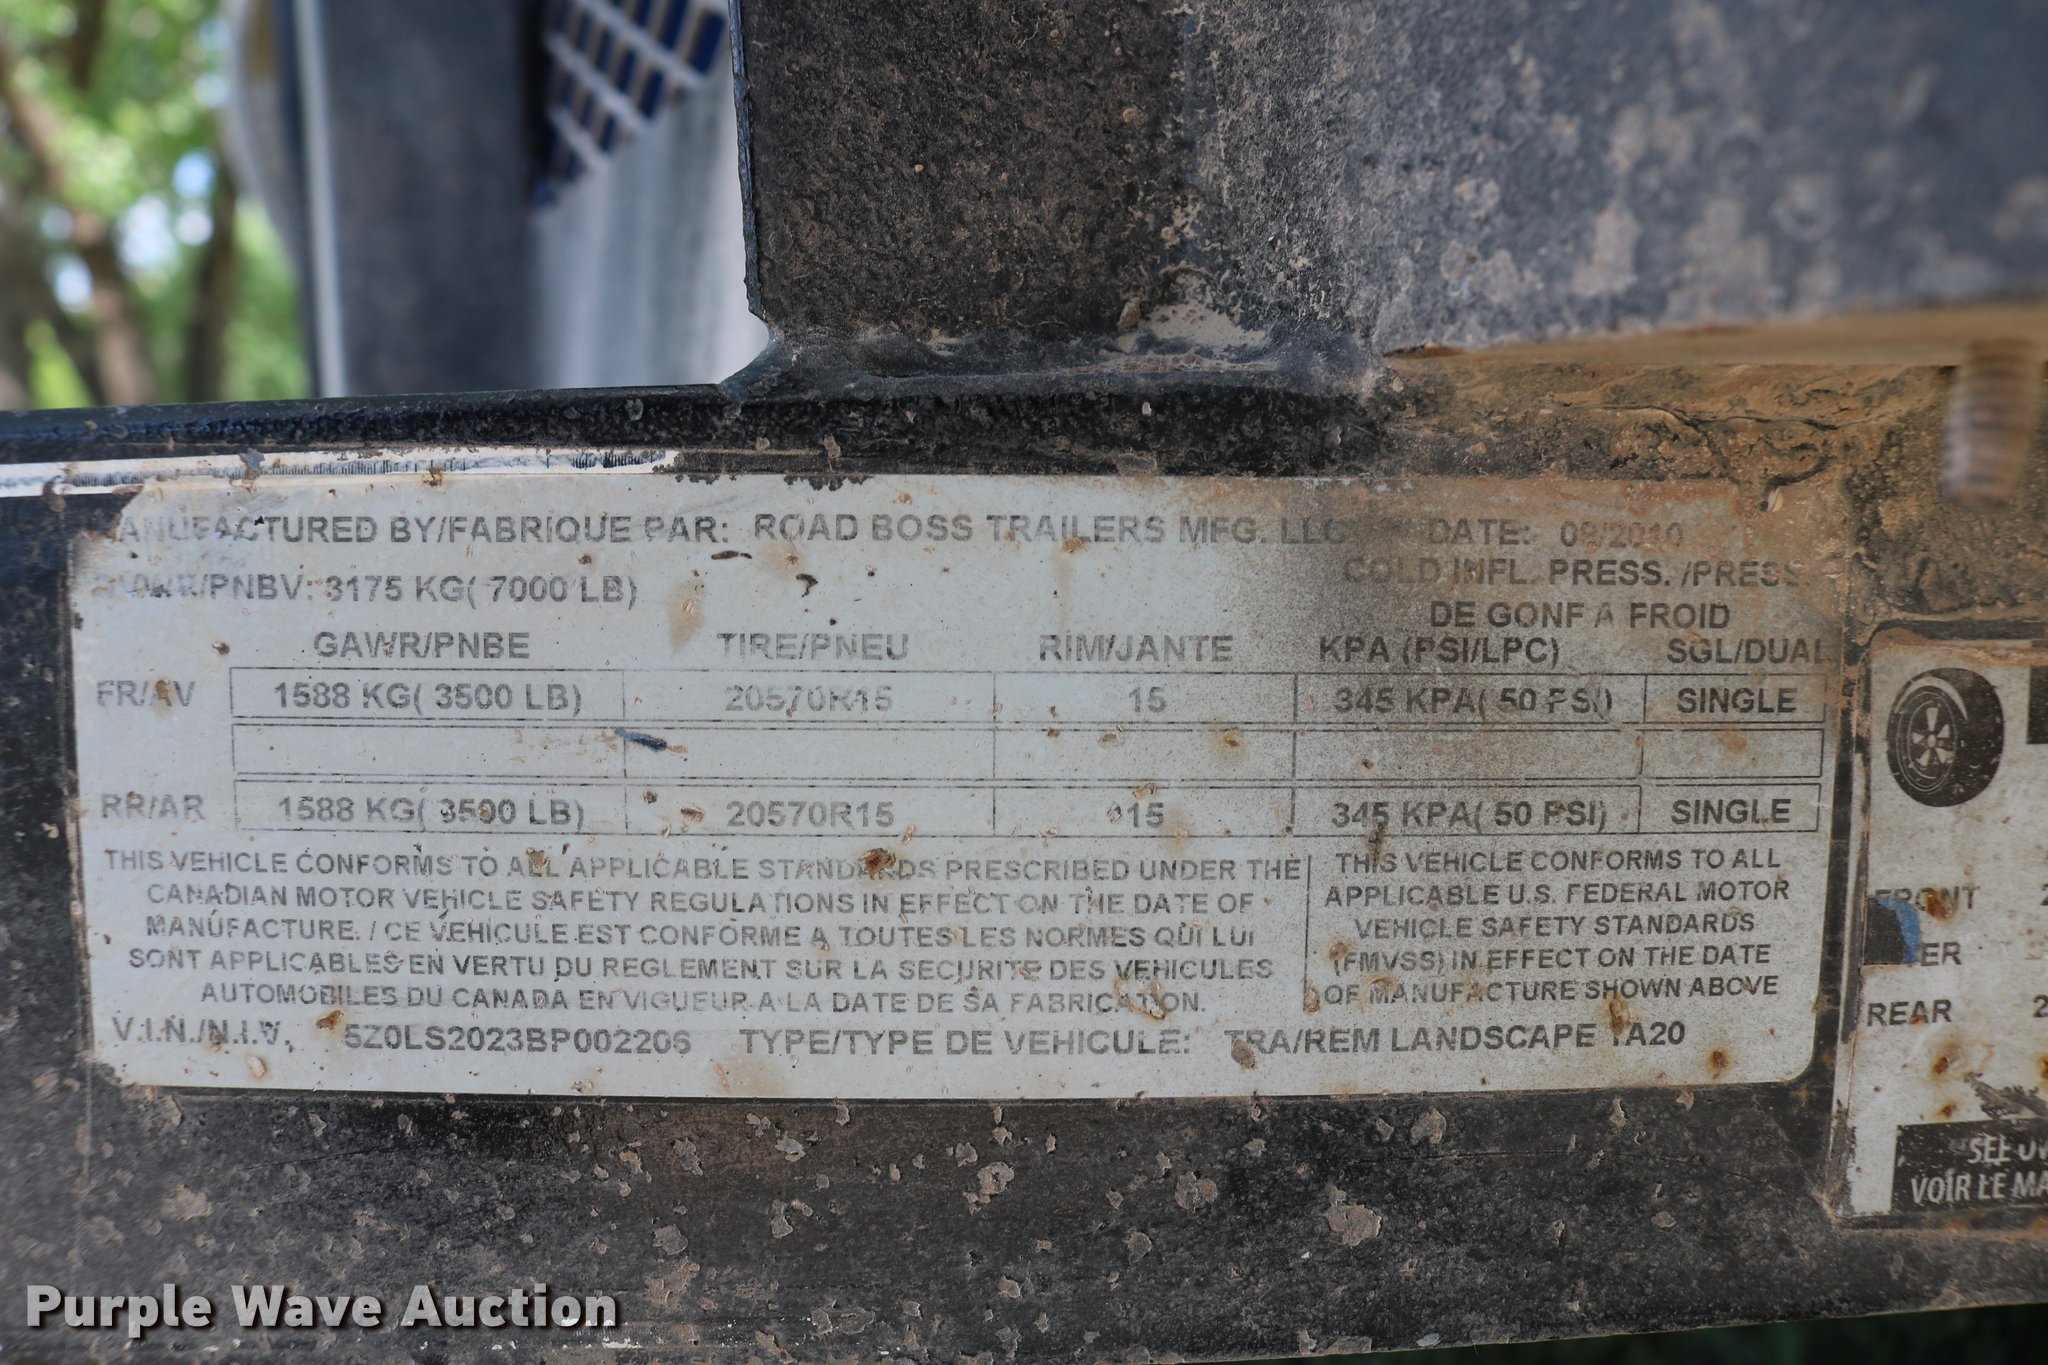 MANUFACTURED BY/FABRIQUE PAR: ROAD BOSS TRAILERS MFG. LLC DATE: 08/2010
GVWR/PNBV: 3175 KG( 7000 LB)
COLD INFL. PRESS. /PRESS.
DE GONF A FROID
GAWR/PNBE TIRE/PNEU RIM/JANTE KPA (PSI/LPC) SGL/DUAL
FR/AV 1588 KG( 3500 LB) 20570R15 15 345 KPA( 50 PSI) SINGLE
RR/AR 1588 KG( 3500 LB) 20570R15 15 345 KPA( 50 PSI) SINGLE
THIS VEHICLE CONFORMS TO ALL APPLICABLE STANDARDS PRESCRIBED UNDER THE
CANADIAN MOTOR VEHICLE SAFETY REGULATIONS IN EFFECT ON THE DATE OF
MANUFACTURE. / CE VEHICULE EST CONFORME A TOUTES LES NORMES QUI LUI
SONT APPLICABLES EN VERTU DU REGLEMENT SUR LA SECURITE DES VEHICULES
AUTOMOBILES DU CANADA EN VIGUEUR A LA DATE DE SA FABRICATION.
THIS VEHICLE CONFORMS TO ALL
APPLICABLE U.S. FEDERAL MOTOR
VEHICLE SAFETY STANDARDS
(FMVSS) IN EFFECT ON THE DATE
OF MANUFACTURE SHOWN ABOVE
V.I.N./N.I.V. 5Z0LS2023BP002206 TYPE/TYPE DE VEHICULE: TRA/REM LANDSCAPE TA20
FRONT 2
REAR 2
"SEE
VOIR LE MA
Purple Wave Auction